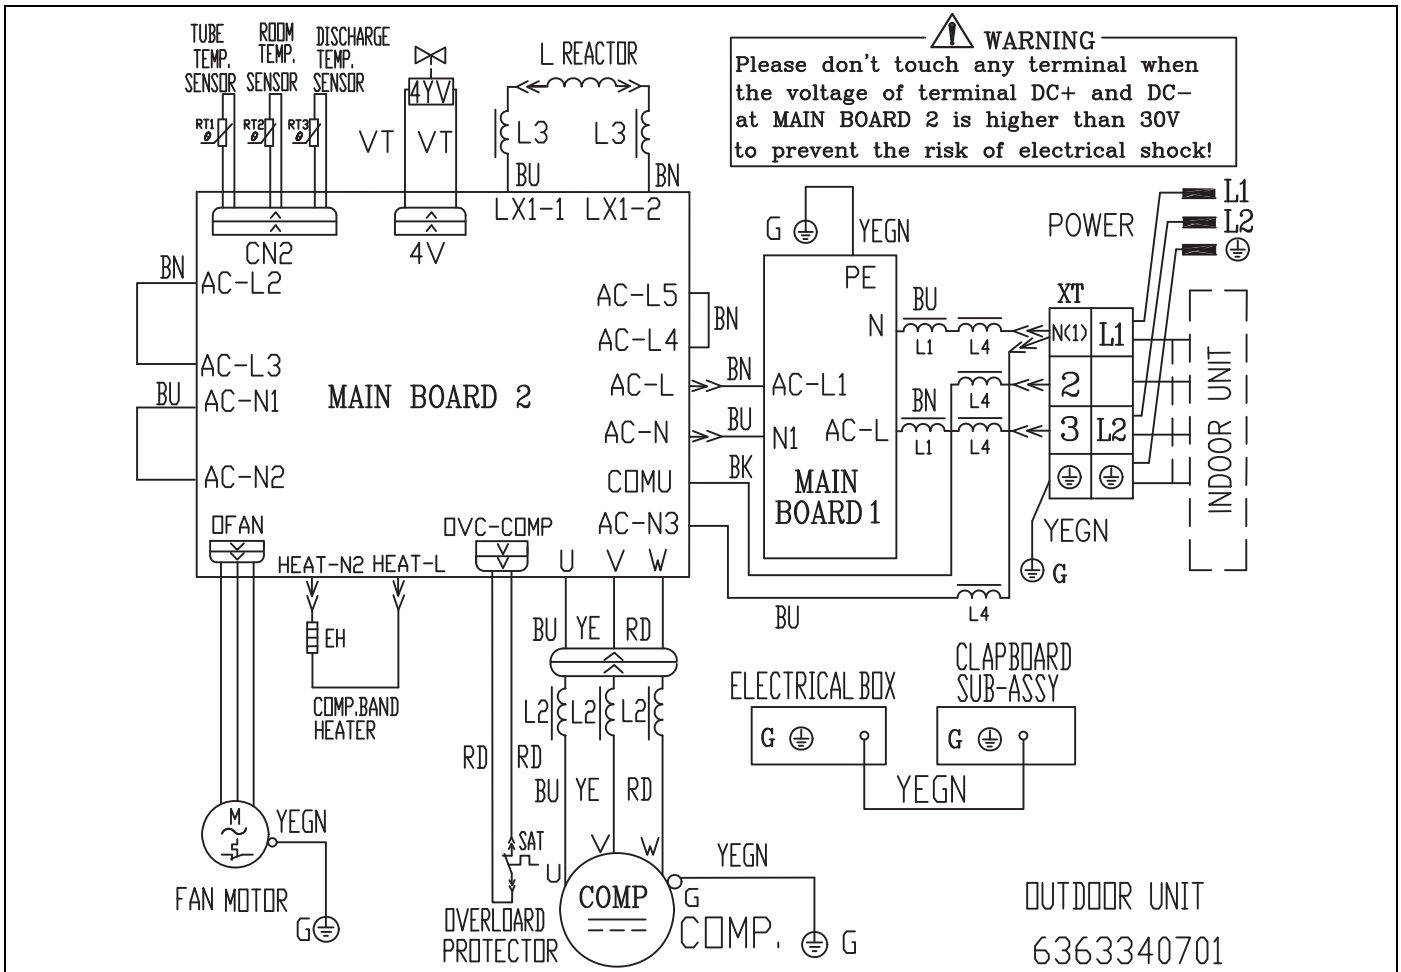 TUBE
TEMP.
SENSOR
ROOM
TEMP.
SENSOR
DISCHARGE
TEMP.
SENSOR
RT1
θ
RT2
θ
RT3
θ
4YV
VT
VT
L REACTOR
L3
L3
BU
BN
WARNING
Please don't touch any terminal when
the voltage of terminal DC+ and DC-
at MAIN BOARD 2 is higher than 30V
to prevent the risk of electrical shock!
CN2
4V
LX1-1
LX1-2
BN
AC-L2
AC-L3
BU
AC-N1
AC-N2
MAIN BOARD 2
AC-L5
AC-L4
BN
AC-L
BN
AC-N
BU
COMU
BK
AC-N3
BU
G
YEGN
PE
N
AC-L1
N1
AC-L
MAIN
BOARD 1
BU
L1
L4
L4
BN
L1
L4
L4
POWER
L1
L2
XT
N(1)
L1
2
3
L2
YEGN
G
INDOOR UNIT
OFAN
HEAT-N2
HEAT-L
OVC-COMP
U
V
W
EH
COMP.BAND
HEATER
BU
YE
RD
L2
L2
L2
RD
RD
BU
YE
RD
SAT
M
YEGN
FAN MOTOR
G
OVERLOARD
PROTECTOR
U
V
W
COMP
YEGN
G
COMP.
G
ELECTRICAL BOX
G
CLAPBOARD
SUB-ASSY
G
YEGN
OUTDOOR UNIT
6363340701